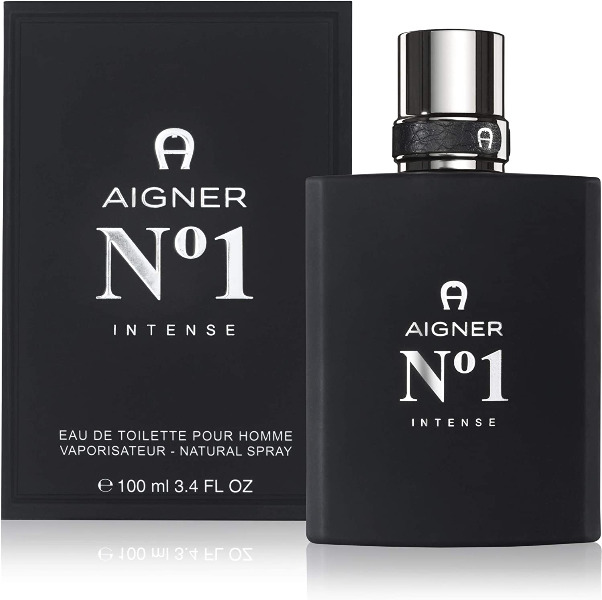 AIGNER
Nº1
INTENSE
EAU DE TOILETTE POUR HOMME
VAPORISATEUR - NATURAL SPRAY
℮ 100 ml 3.4 FL OZ
AIGNER
Nº1
INTENSE